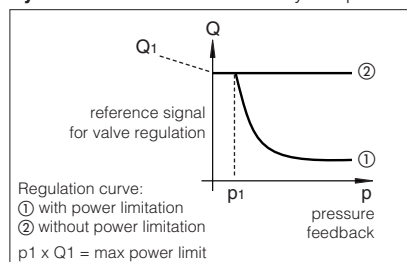 Q
Q1
②
reference signal
for valve regulation
①
p1
p
pressure
feedback
Regulation curve:
① with power limitation
② without power limitation
p1 x Q1 = max power limit